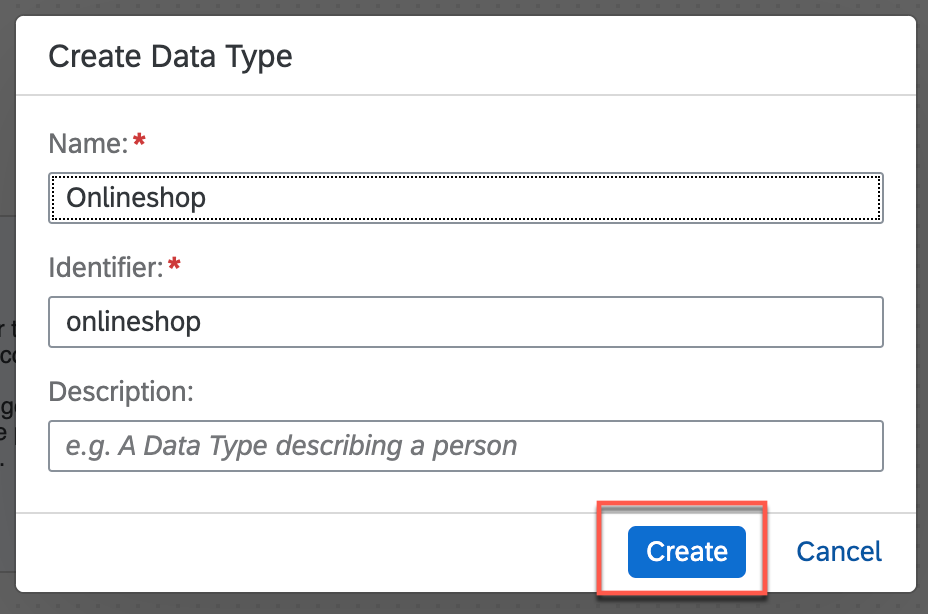 Create Data Type
Name: *
Onlineshop
Identifier: *
onlineshop
Description:
e.g. A Data Type describing a person
Create
Cancel